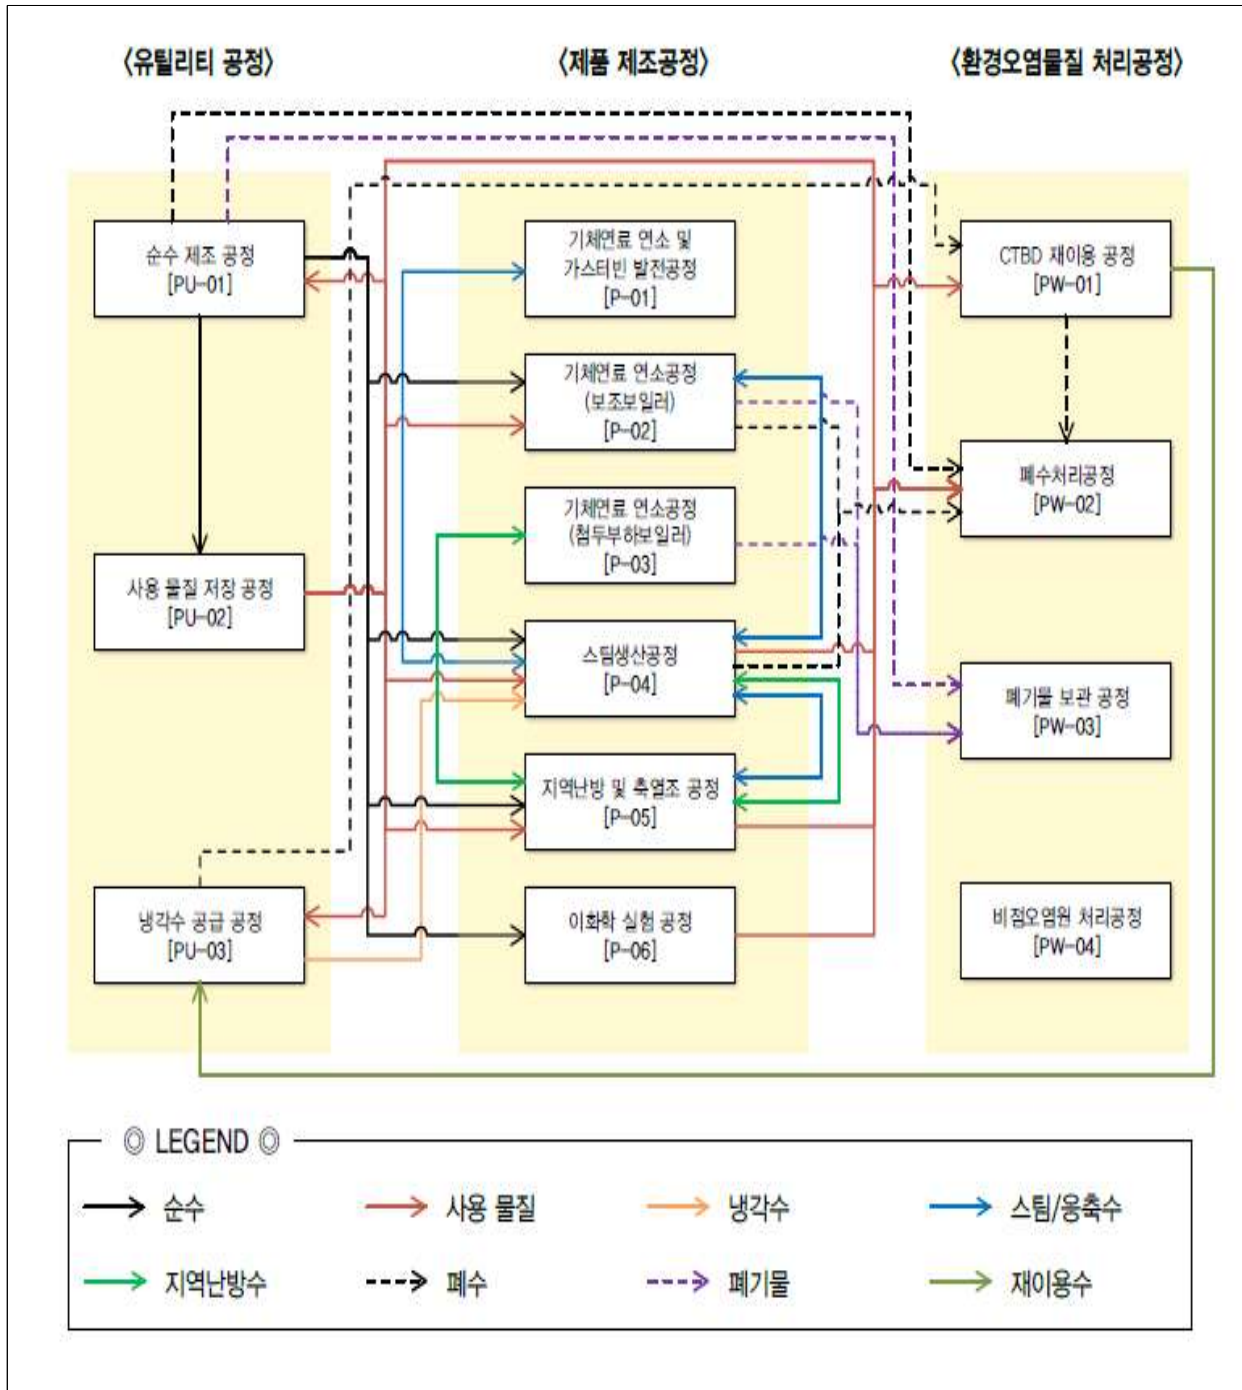 〈유틸리티 공정〉
〈제품 제조공정〉
〈환경오염물질 처리공정〉
순수 제조 공정
[PU-01]
기체연료 연소 및
가스터빈 발전공정
[P-01]
CTBD 재이용 공정
[PW-01]
기체연료 연소공정
(보조보일러)
[P-02]
폐수처리공정
[PW-02]
기체연료 연소공정
(첨두부하보일러)
[P-03]
사용 물질 저장 공정
[PU-02]
스팀생산공정
[P-04]
폐기물 보관 공정
[PW-03]
지역난방 및 축열조 공정
[P-05]
냉각수 공급 공정
[PU-03]
이화학 실험 공정
[P-06]
비점오염원 처리공정
[PW-04]
◎ LEGEND ◎
순수
사용 물질
냉각수
스팀/응축수
지역난방수
폐수
폐기물
재이용수